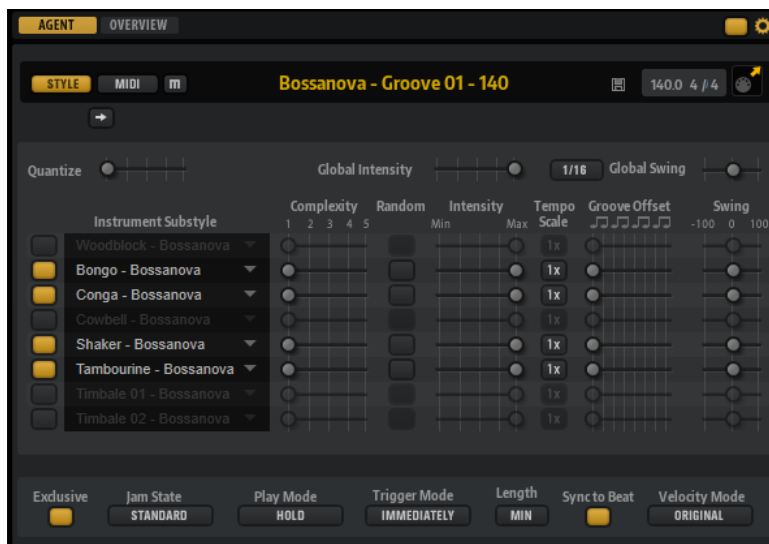 AGENT OVERVIEW
STYLE MIDI m Bossanova - Groove 01 - 140 140.0 4 / 4
Quantize Global Intensity 1/16 Global Swing
Complexity Random Intensity Tempo Groove Offset Swing
Instrument Substyle 1 2 3 4 5 Min Max Scale -100 0 100
Woodblock - Bossanova 1x
Bongo - Bossanova 1x
Conga - Bossanova 1x
Cowbell - Bossanova 1x
Shaker - Bossanova 1x
Tambourine - Bossanova 1x
Timbale 01 - Bossanova 1x
Timbale 02 - Bossanova 1x
Exclusive Jam State Play Mode Trigger Mode Length Sync to Beat Velocity Mode
STANDARD HOLD IMMEDIATELY MIN ORIGINAL